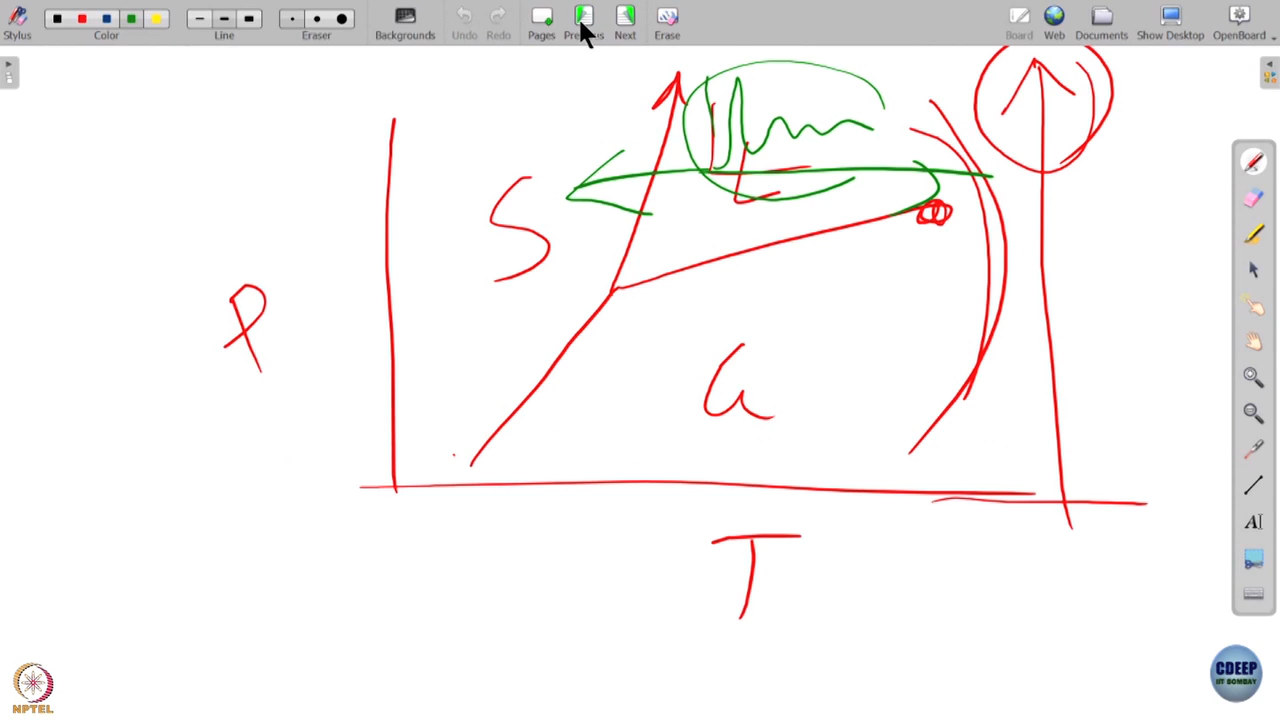 Stylus
Color
Line
Eraser
Backgrounds
Undo
Redo
Pages
Previous
Next
Erase
Board
Web
Documents
Show Desktop
OpenBoard
S
L
P
G
T
NPTEL
CDEEP
IIT BOMBAY